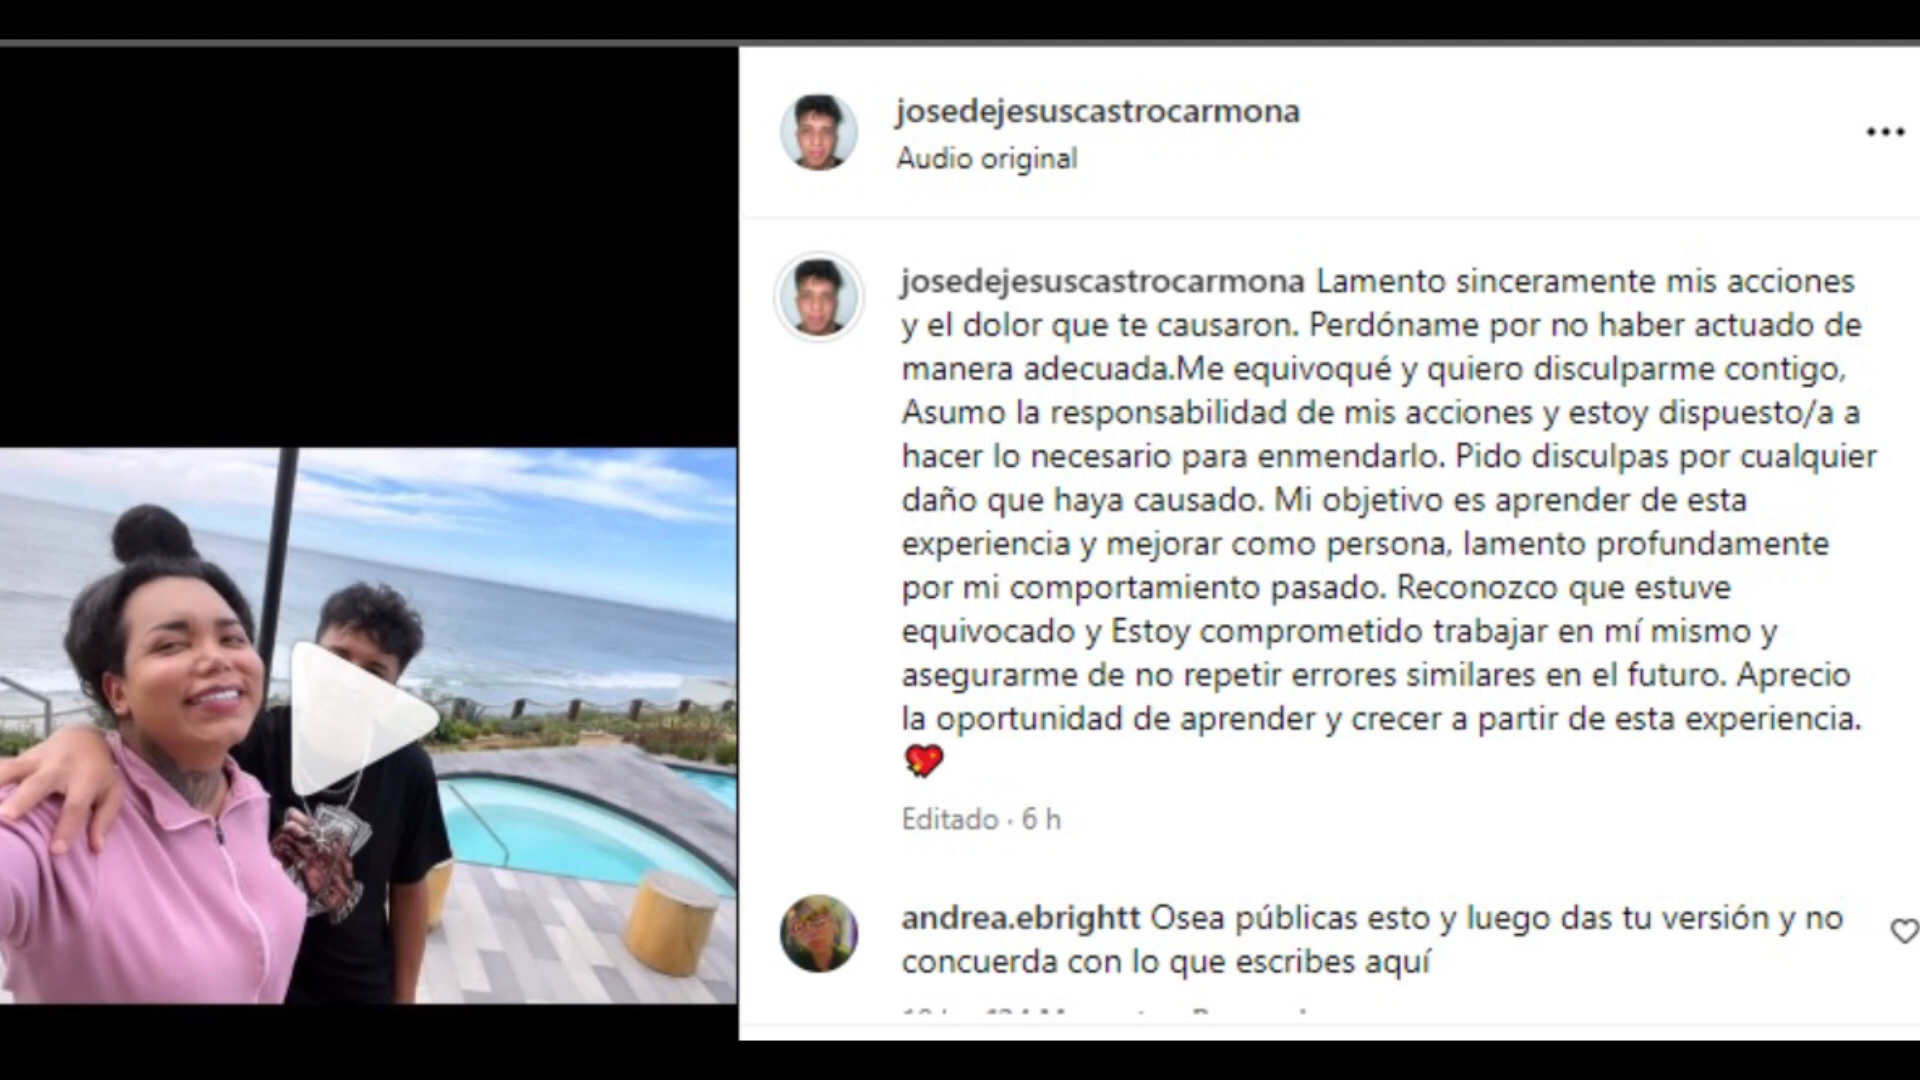 josedejesuscastrocarmona
Audio original
josedejesuscastrocarmona Lamento sinceramente mis acciones
y el dolor que te causaron. Perdóname por no haber actuado de
manera adecuada.Me equivoqué y quiero disculparme contigo,
Asumo la responsabilidad de mis acciones y estoy dispuesto/a a
hacer lo necesario para enmendarlo. Pido disculpas por cualquier
daño que haya causado. Mi objetivo es aprender de esta
experiencia y mejorar como persona, lamento profundamente
por mi comportamiento pasado. Reconozco que estuve
equivocado y Estoy comprometido trabajar en mí mismo y
asegurarme de no repetir errores similares en el futuro. Aprecio
la oportunidad de aprender y crecer a partir de esta experiencia.
💖
Editado · 6 h
andrea.ebrightt Osea públicas esto y luego das tu versión y no
concuerda con lo que escribes aquí